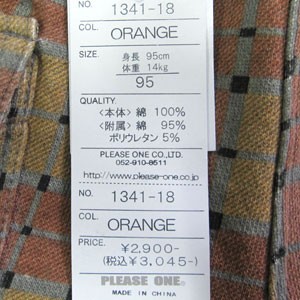 NO. 1341-18
COL. ORANGE
SIZE. 身長 95cm
体重 14kg
95
QUALITY.
〈本体〉綿 100%
〈附属〉綿 95%
ポリウレタン 5%
PLEASE ONE CO.,LTD.
052-910-8511
http://www.please-one.co.jp
NO. 1341-18
COL. ORANGE
PRICE. ¥2,900-
(税込¥3,045-)
PLEASE ONE.
MADE IN CHINA